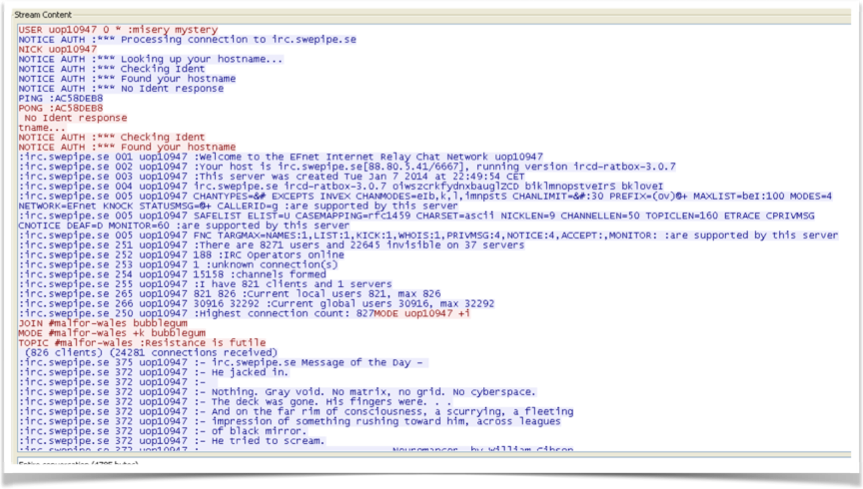 Stream Content
USER uop10947 0 * :misery mystery
NOTICE AUTH :*** Processing connection to irc.swepipe.se
NICK uop10947
NOTICE AUTH :*** Looking up your hostname...
NOTICE AUTH :*** Checking Ident
NOTICE AUTH :*** Found your hostname
NOTICE AUTH :*** No Ident response
PING :AC58DEB8
PONG :AC58DEB8
No Ident response
tname...
NOTICE AUTH :*** Checking Ident
NOTICE AUTH :*** Found your hostname
:irc.swepipe.se 001 uop10947 :Welcome to the EFnet Internet Relay Chat Network uop10947
:irc.swepipe.se 002 uop10947 :Your host is irc.swepipe.se[88.80.5.41/6667], running version ircd-ratbox-3.0.7
:irc.swepipe.se 003 uop10947 :This server was created Tue Jan 7 2014 at 22:49:54 CET
:irc.swepipe.se 004 uop10947 irc.swepipe.se ircd-ratbox-3.0.7 oiwszcrkfydnxbauglZCD biklmnopstveIrS bkloveI
:irc.swepipe.se 005 uop10947 CHANTYPES=&# EXCEPTS INVEX CHANMODES=eIb,k,l,imnpsts CHANLIMIT=&#:30 PREFIX=(ov)@+ MAXLIST=beI:100 MODES=4
NETWORK=EFnet KNOCK STATUSMSG=@+ CALLERID=g :are supported by this server
:irc.swepipe.se 005 uop10947 SAFELIST ELIST=U CASEMAPPING=rfc1459 CHARSET=ascii NICKLEN=9 CHANNELLEN=50 TOPICLEN=160 ETRACE CPRIVMSG
CNOTICE DEAF=D MONITOR=60 :are supported by this server
:irc.swepipe.se 005 uop10947 FNC TARGMAX=NAMES:1,LIST:1,KICK:1,WHOIS:1,PRIVMSG:4,NOTICE:4,ACCEPT:,MONITOR: :are supported by this server
:irc.swepipe.se 251 uop10947 :There are 8271 users and 22645 invisible on 37 servers
:irc.swepipe.se 252 uop10947 188 :IRC Operators online
:irc.swepipe.se 253 uop10947 1 :unknown connection(s)
:irc.swepipe.se 254 uop10947 15158 :channels formed
:irc.swepipe.se 255 uop10947 :I have 821 clients and 1 servers
:irc.swepipe.se 265 uop10947 821 826 :Current local users 821, max 826
:irc.swepipe.se 266 uop10947 30916 32292 :Current global users 30916, max 32292
:irc.swepipe.se 250 uop10947 :Highest connection count: 827MODE uop10947 +i
JOIN #malfor-wales bubblegum
MODE #malfor-wales +k bubblegum
TOPIC #malfor-wales :Resistance is futile
(826 clients) (24281 connections received)
:irc.swepipe.se 375 uop10947 :- irc.swepipe.se Message of the Day -
:irc.swepipe.se 372 uop10947 :- He jacked in.
:irc.swepipe.se 372 uop10947 :-
:irc.swepipe.se 372 uop10947 :- Nothing. Gray void. No matrix, no grid. No cyberspace.
:irc.swepipe.se 372 uop10947 :- The deck was gone. His fingers were. . .
:irc.swepipe.se 372 uop10947 :- And on the far rim of consciousness, a scurrying, a fleeting
:irc.swepipe.se 372 uop10947 :- impression of something rushing toward him, across leagues
:irc.swepipe.se 372 uop10947 :- of black mirror.
:irc.swepipe.se 372 uop10947 :- He tried to scream.
:irc.swepipe.se 372 uop10947 :- Neuromancer, by William Gibson